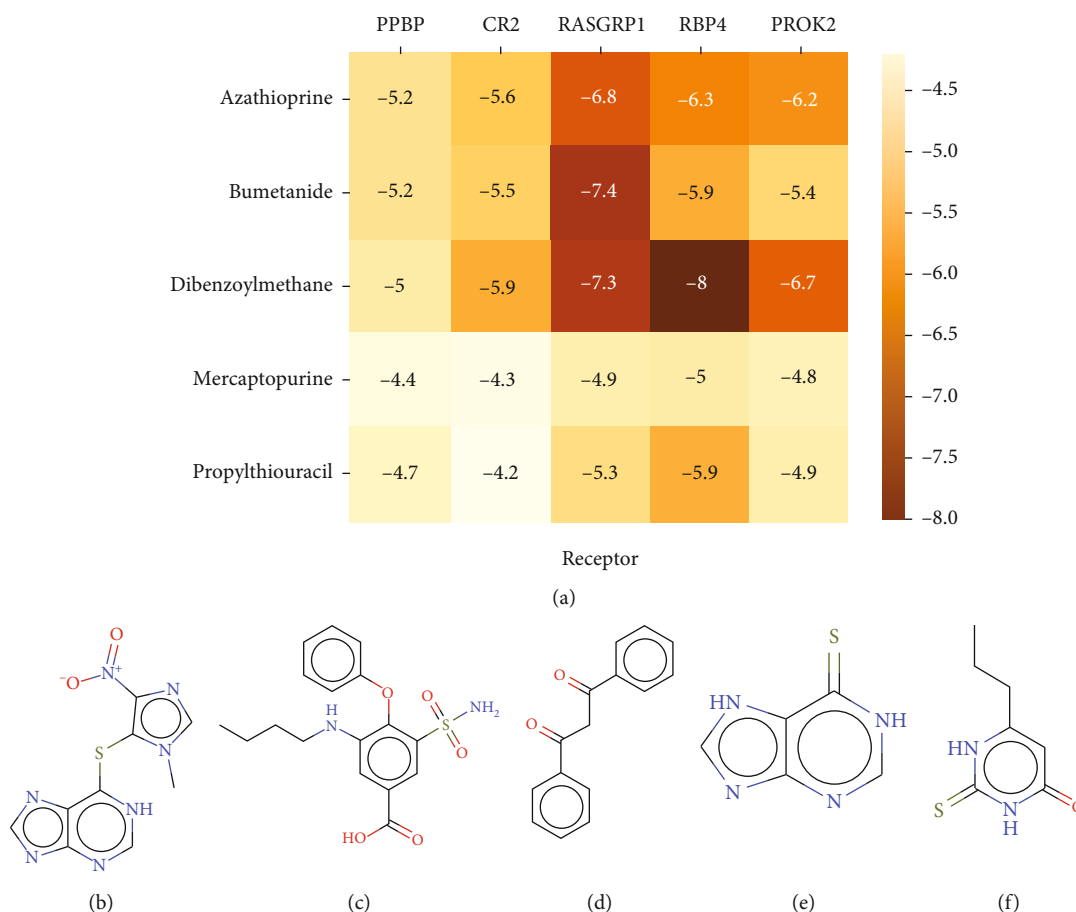 PPBP CR2 RASGRP1 RBP4 PROK2
Azathioprine –5.2 –5.6 –6.8 –6.3 –6.2
Bumetanide –5.2 –5.5 –7.4 –5.9 –5.4
Dibenzoylmethane –5 –5.9 –7.3 –8 –6.7
Mercaptopurine –4.4 –4.3 –4.9 –5 –4.8
Propylthiouracil –4.7 –4.2 –5.3 –5.9 –4.9
–4.5
–5.0
–5.5
–6.0
–6.5
–7.0
–7.5
–8.0
Receptor
(a)
O
N+
–O
N
N
S
N
NH
N
N
(b)
O
H
N
O
S
NH2
O
HO
O
(c)
O
O
(d)
S
HN
NH
N
N
(e)
HN
S
N
H
O
(f)